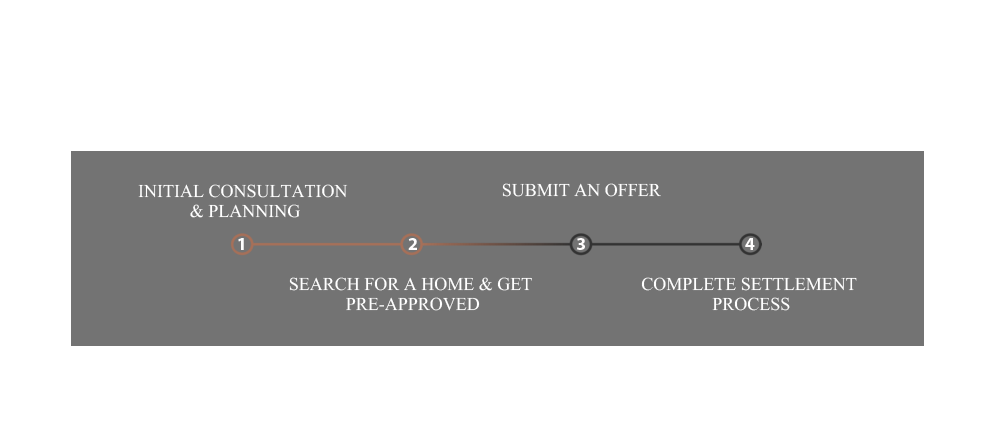 INITIAL CONSULTATION
& PLANNING
SUBMIT AN OFFER
1
2
3
4
SEARCH FOR A HOME & GET
PRE-APPROVED
COMPLETE SETTLEMENT
PROCESS